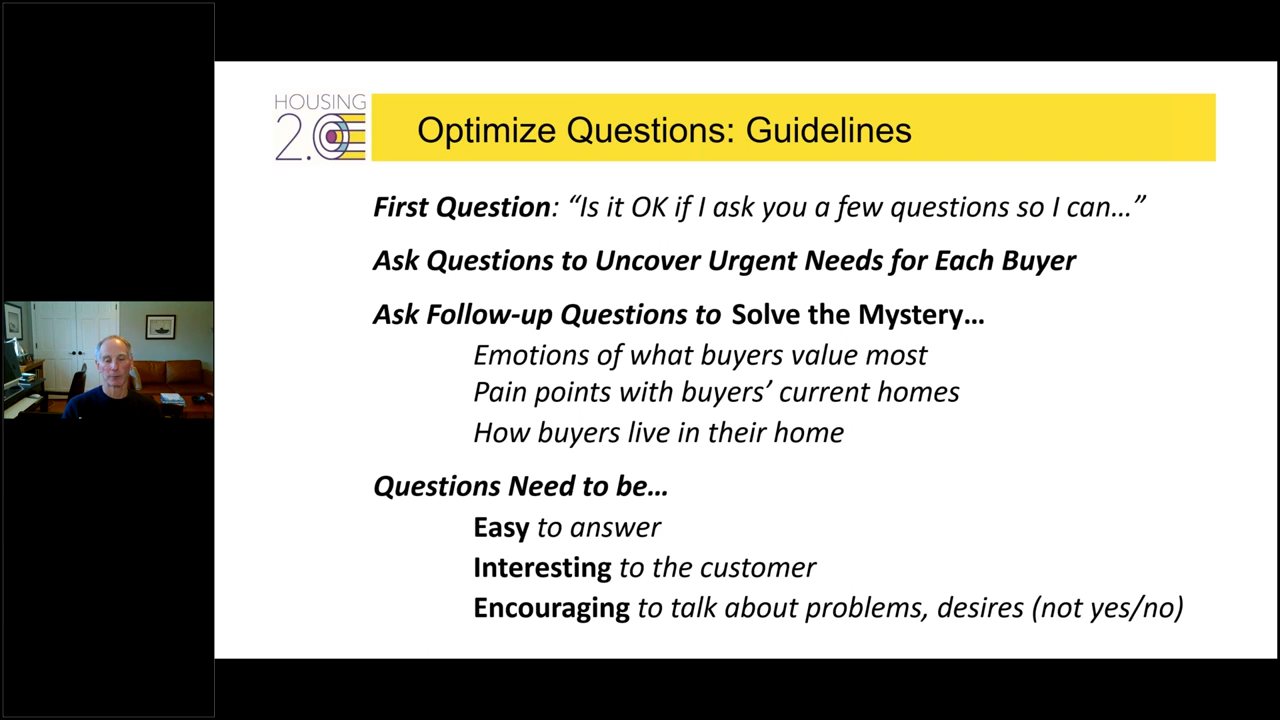 HOUSING
2.0
Optimize Questions: Guidelines
First Question: “Is it OK if I ask you a few questions so I can…”
Ask Questions to Uncover Urgent Needs for Each Buyer
Ask Follow-up Questions to Solve the Mystery…
Emotions of what buyers value most
Pain points with buyers’ current homes
How buyers live in their home
Questions Need to be…
Easy to answer
Interesting to the customer
Encouraging to talk about problems, desires (not yes/no)